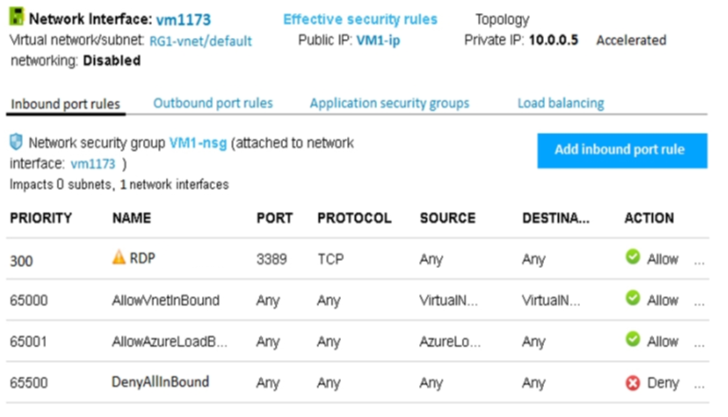 Network Interface: vm1173 Effective security rules Topology
Virtual network/subnet: RG1-vnet/default Public IP: VM1-ip Private IP: 10.0.0.5 Accelerated
networking: Disabled
Inbound port rules Outbound port rules Application security groups Load balancing
Network security group VM1-nsg (attached to network
interface: vm1173 )
Impacts 0 subnets, 1 network interfaces
Add inbound port rule
PRIORITY NAME PORT PROTOCOL SOURCE DESTINA... ACTION
300 RDP 3389 TCP Any Any Allow ...
65000 AllowVnetInBound Any Any VirtualN... VirtualN... Allow ...
65001 AllowAzureLoadB... Any Any AzureLo... Any Allow ...
65500 DenyAllInBound Any Any Any Any Deny ...